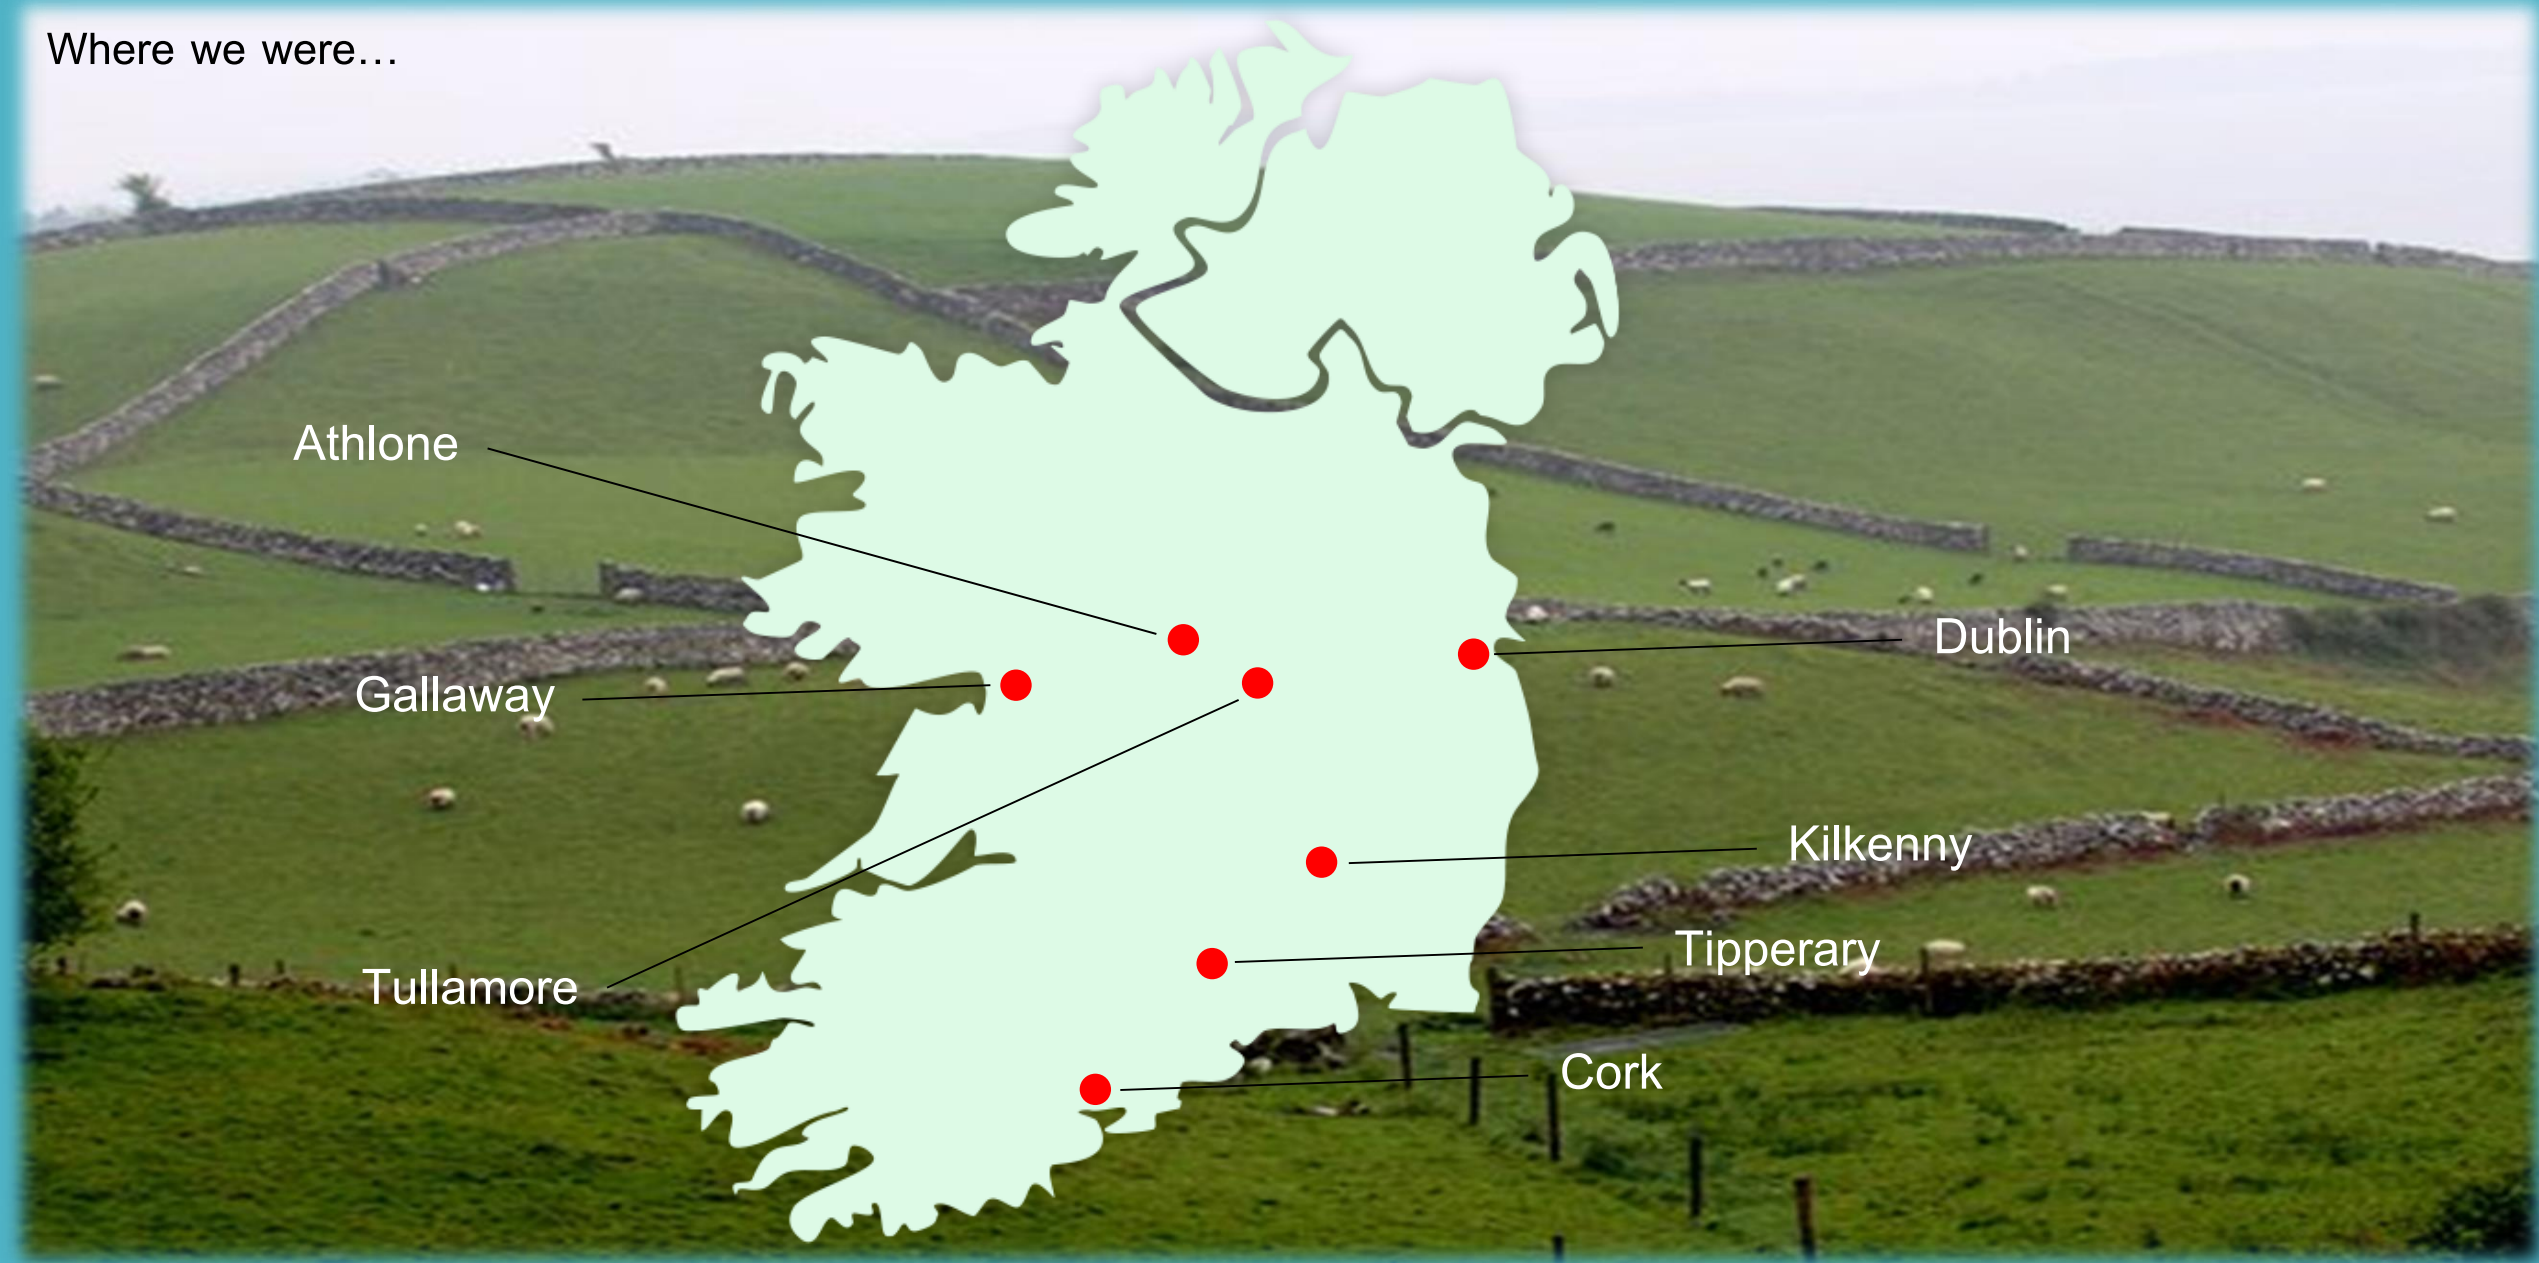 Where we were…
Athlone
Dublin
Gallaway
Kilkenny
Tipperary
Tullamore
Cork